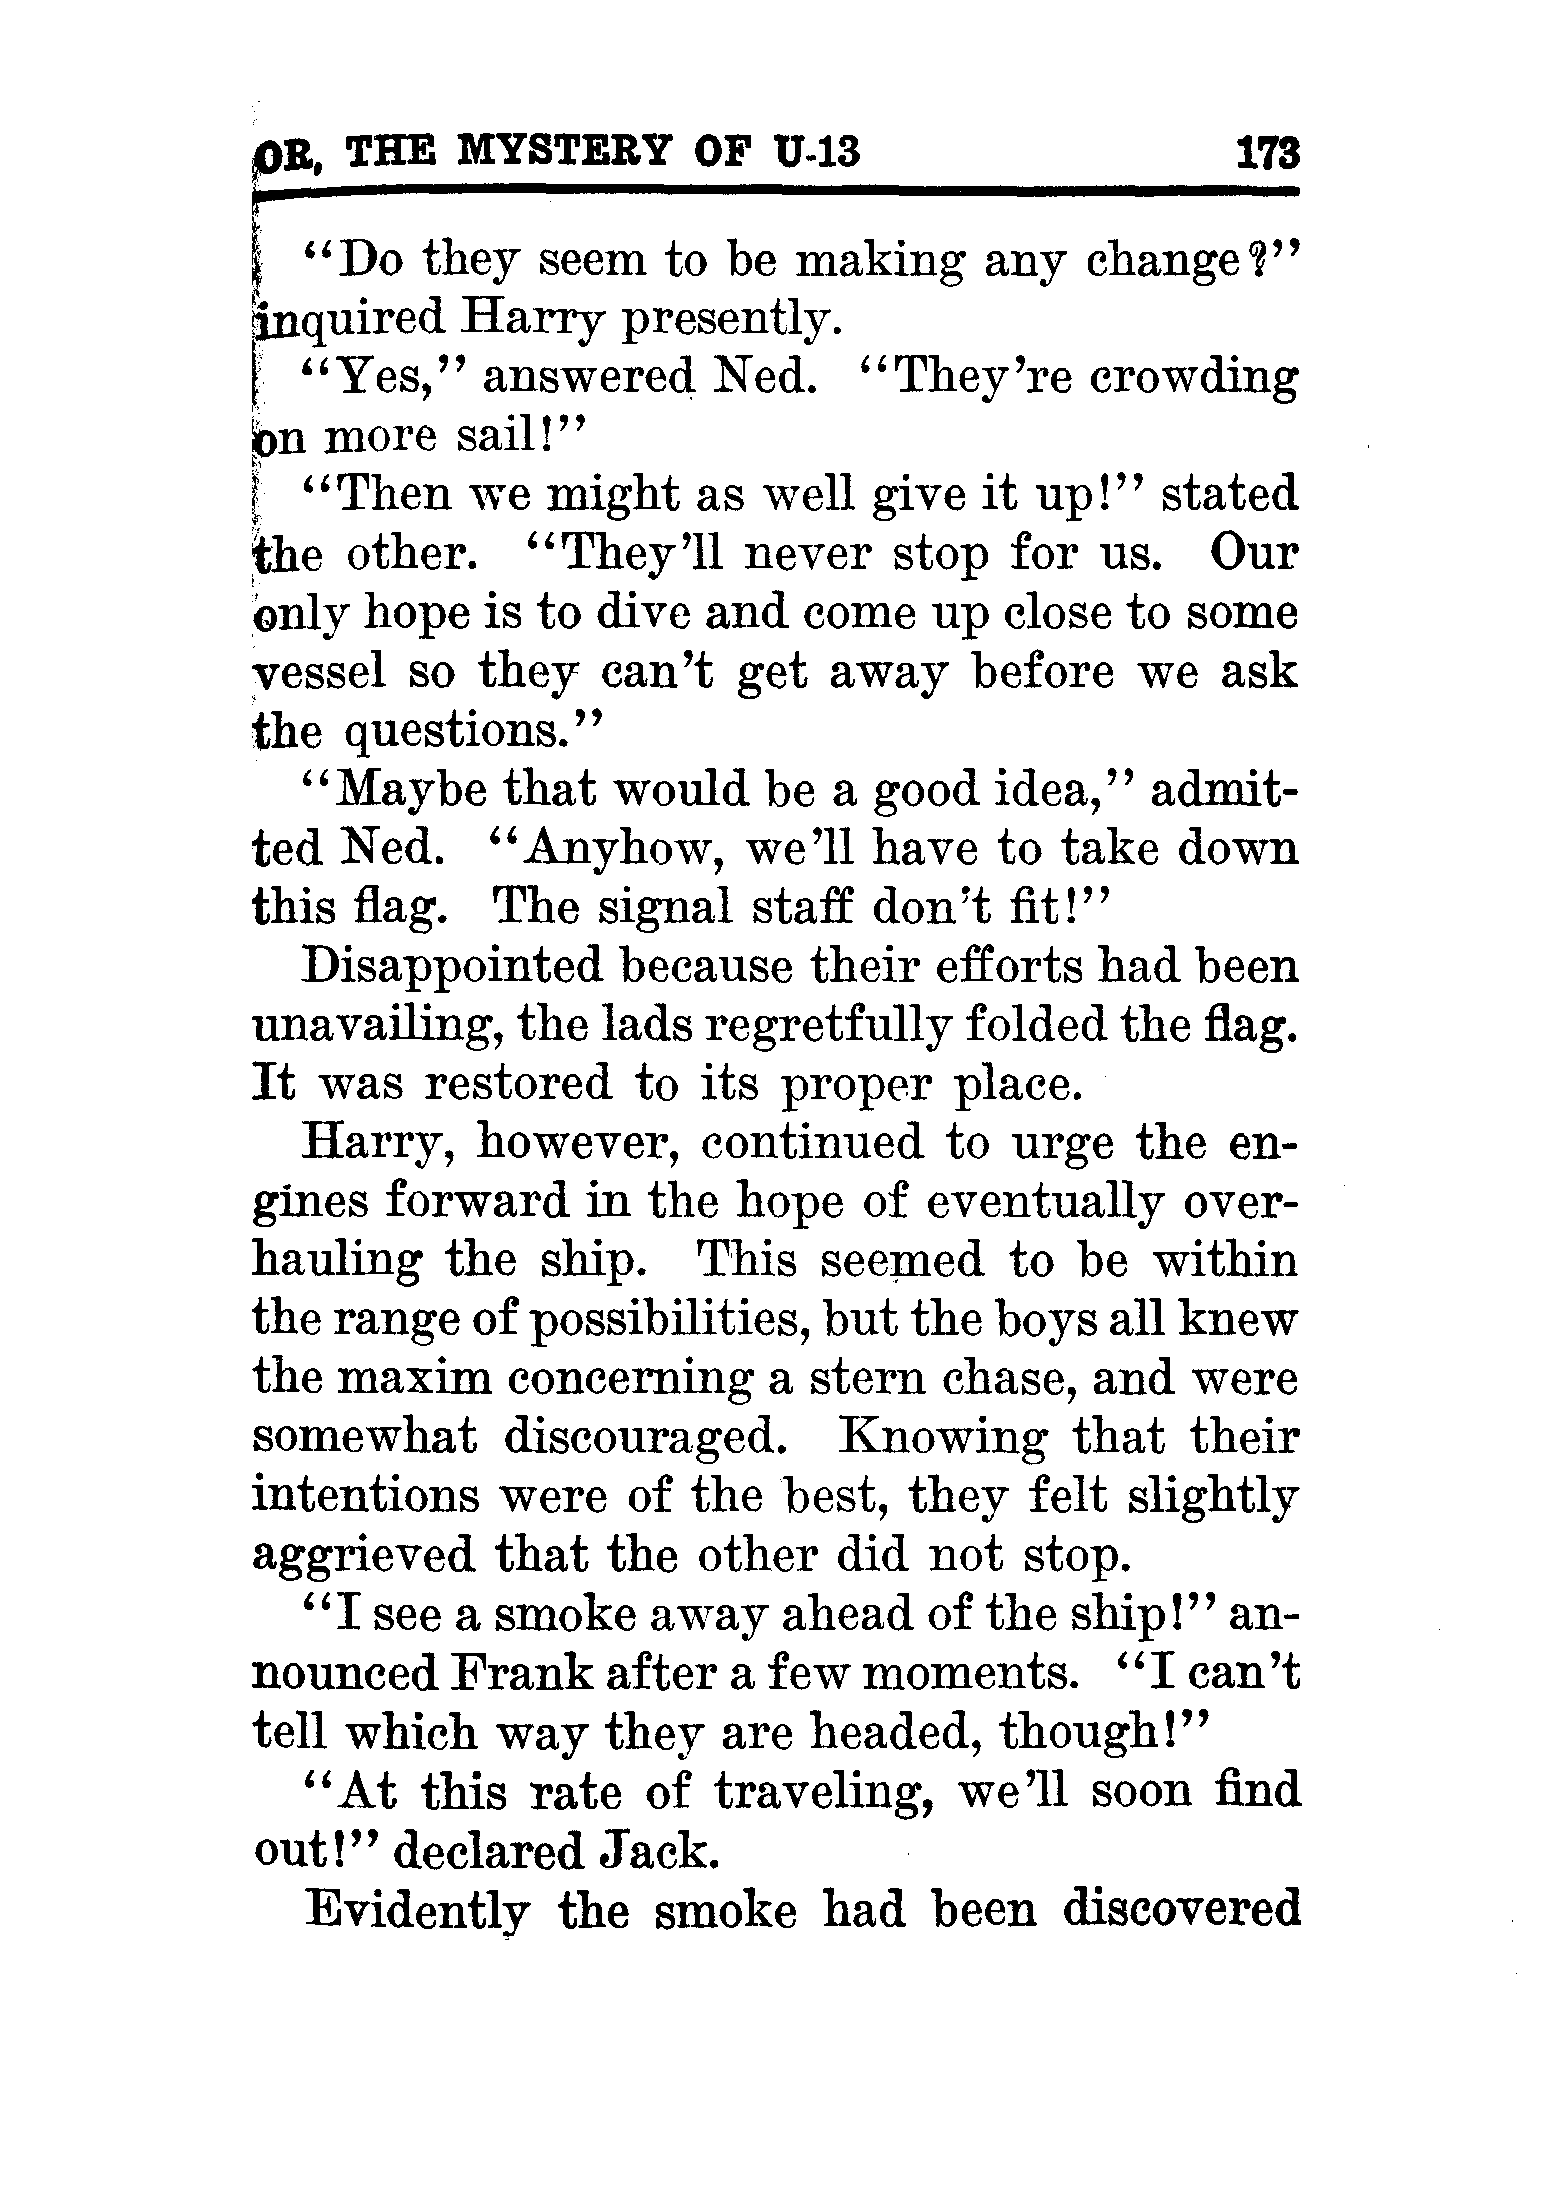 OR, THE MYSTERY OF U-13 173
“Do they seem to be making any change?”
inquired Harry presently.
“Yes,” answered Ned. “They’re crowding
on more sail!”
“Then we might as well give it up!” stated
the other. “They’ll never stop for us. Our
only hope is to dive and come up close to some
vessel so they can’t get away before we ask
the questions.”
“Maybe that would be a good idea,” admit-
ted Ned. “Anyhow, we’ll have to take down
this flag. The signal staff don’t fit!”
Disappointed because their efforts had been
unavailing, the lads regretfully folded the flag.
It was restored to its proper place.
Harry, however, continued to urge the en-
gines forward in the hope of eventually over-
hauling the ship. This seemed to be within
the range of possibilities, but the boys all knew
the maxim concerning a stern chase, and were
somewhat discouraged. Knowing that their
intentions were of the best, they felt slightly
aggrieved that the other did not stop.
“I see a smoke away ahead of the ship!” an-
nounced Frank after a few moments. “I can’t
tell which way they are headed, though!”
“At this rate of traveling, we’ll soon find
out!” declared Jack.
Evidently the smoke had been discovered